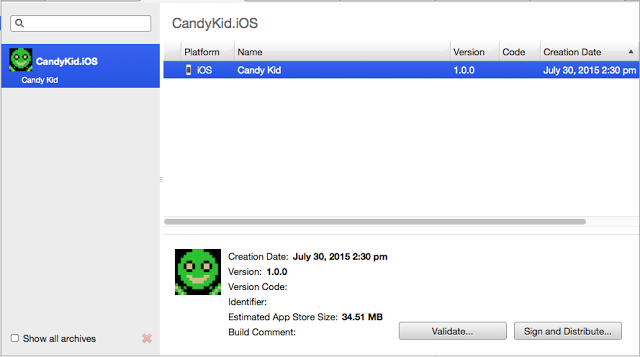 CandyKid.iOS
Candy Kid
Show all archives
CandyKid.iOS
Platform Name Version Code Creation Date
iOS Candy Kid 1.0.0 July 30, 2015 2:30 pm
Creation Date: July 30, 2015 2:30 pm
Version: 1.0.0
Version Code:
Identifier:
Estimated App Store Size: 34.51 MB
Build Comment:
Validate...
Sign and Distribute...